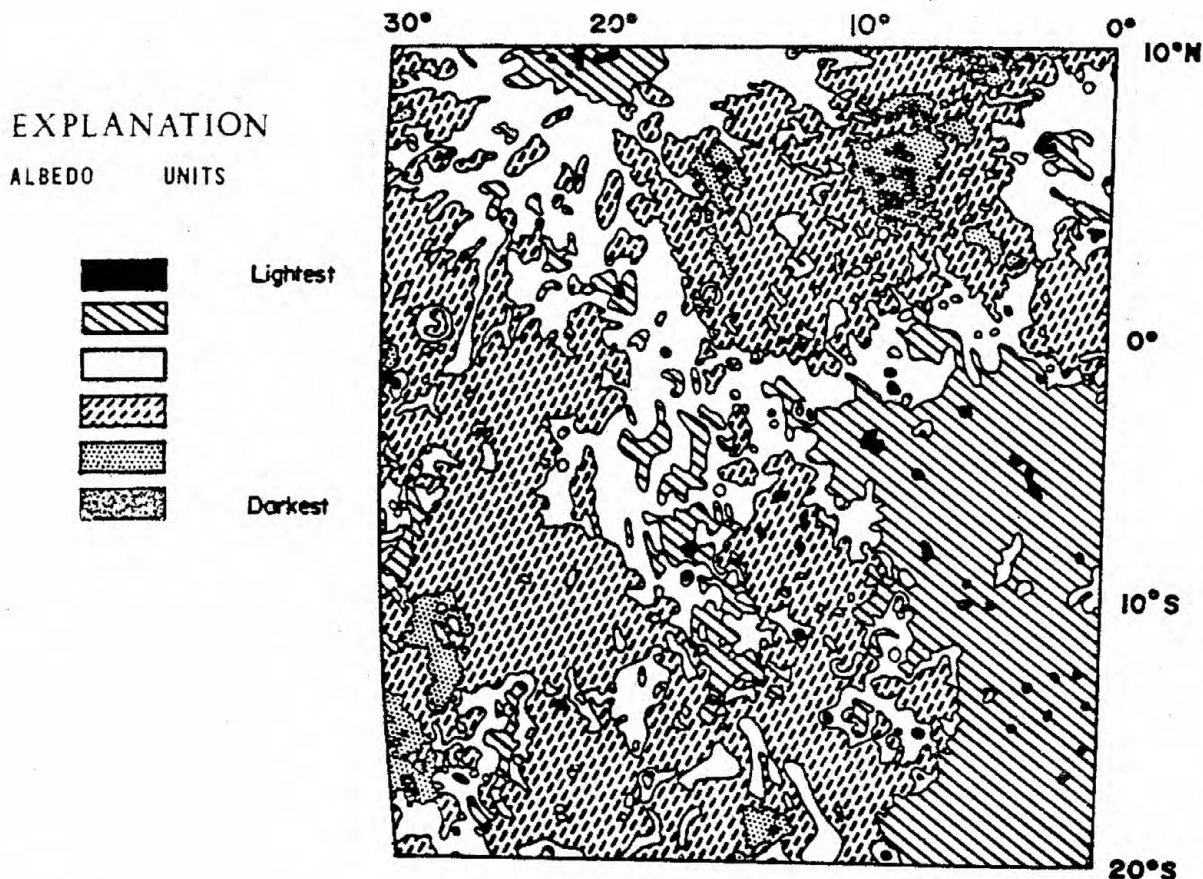 30° 20° 10° 0°
10°N
EXPLANATION
ALBEDO UNITS
Lightest
0°
Darkest
10°S
20°S